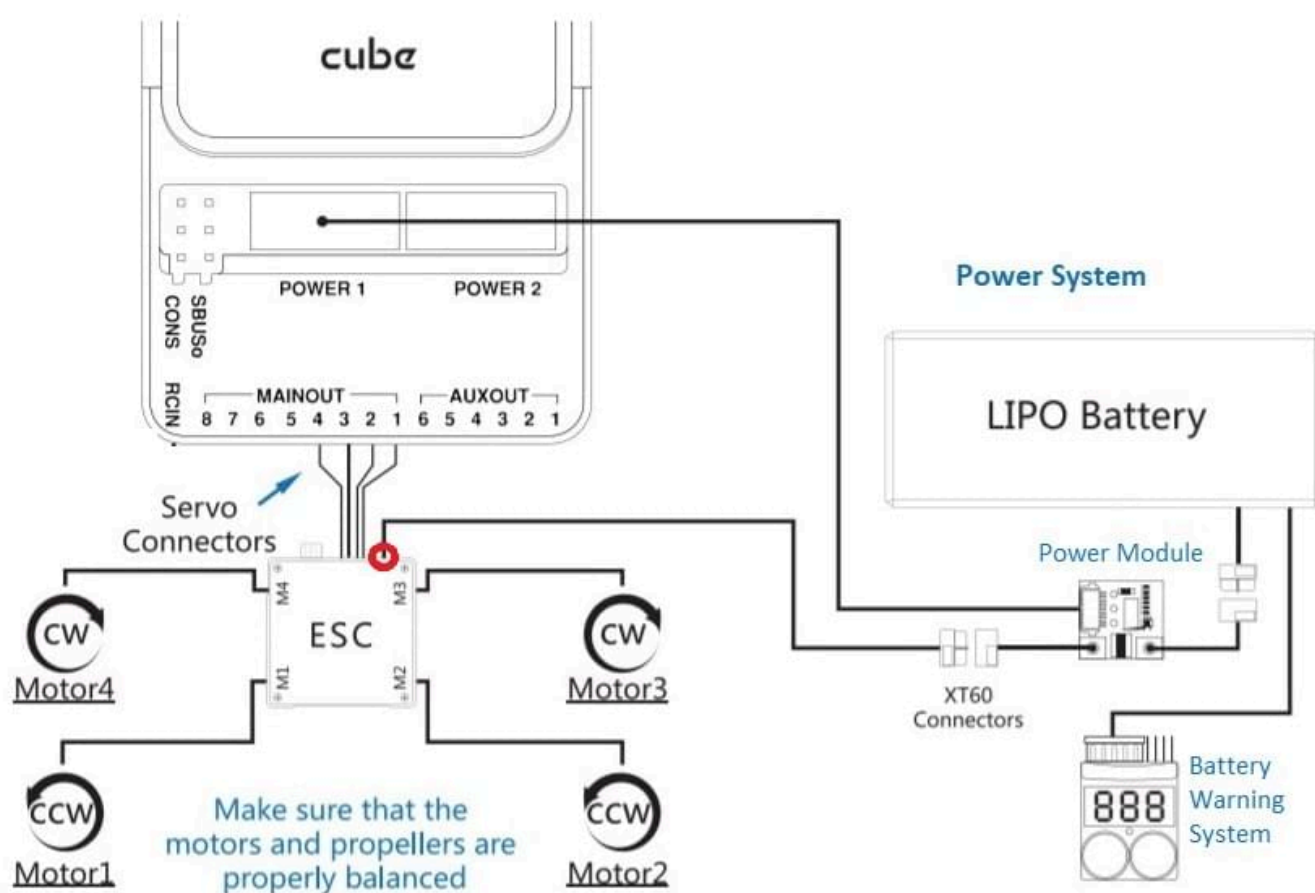 cube
POWER 1
POWER 2
CONS
SBUSo
RCIN
MAINOUT
AUXOUT
8 7 6 5 4 3 2 1
6 5 4 3 2 1
Power System
LIPO Battery
Servo
Connectors
Power Module
M4
M3
ESC
M1
M2
CW
Motor4
CW
Motor3
XT60
Connectors
CCW
Motor1
CCW
Motor2
Make sure that the
motors and propellers are
properly balanced
888
Battery
Warning
System